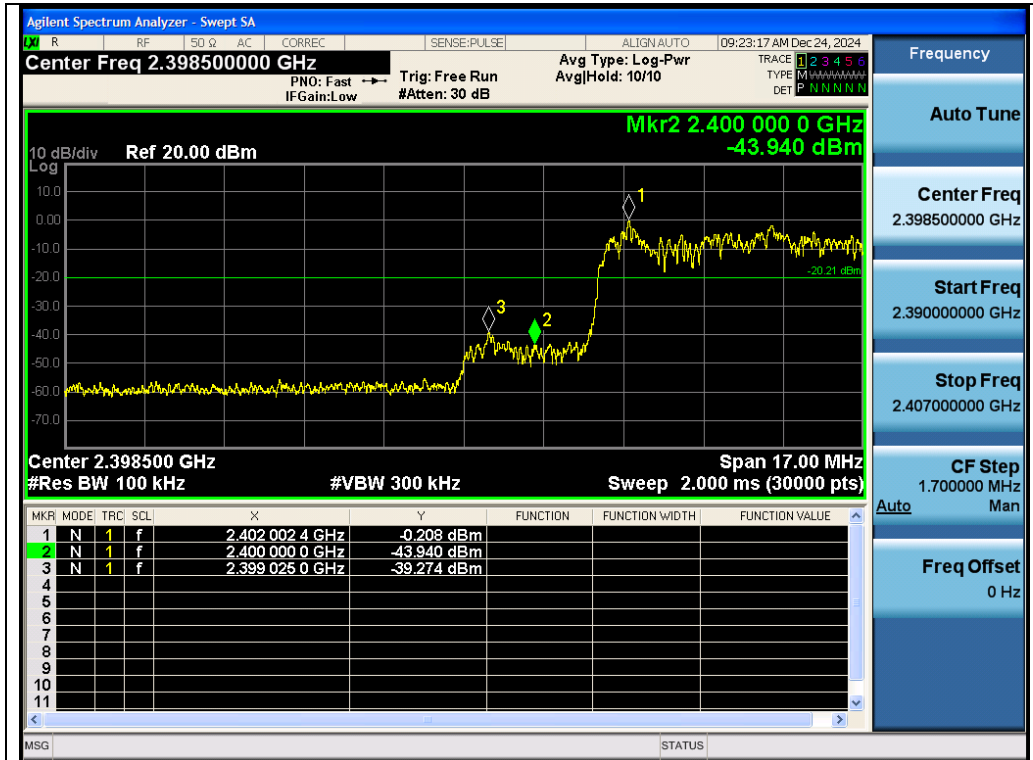 Agilent Spectrum Analyzer - Swept SA
LXI R RF 50 Ω AC CORREC SENSE:PULSE ALIGN AUTO 09:23:17 AM Dec 24, 2024
Center Freq 2.398500000 GHz
PNO: Fast
IFGain:Low
Trig: Free Run
#Atten: 30 dB
Avg Type: Log-Pwr
Avg|Hold: 10/10
TRACE 1 2 3 4 5 6
TYPE M
DET P N N N N N
Mkr2 2.400 000 0 GHz
-43.940 dBm
10 dB/div Ref 20.00 dBm
Log
10.0
0.00
-10.0
-20.0
-30.0
-40.0
-50.0
-60.0
-70.0
1
-20.21 dBm
3
2
Center 2.398500 GHz Span 17.00 MHz
#Res BW 100 kHz #VBW 300 kHz Sweep 2.000 ms (30000 pts)
MKR MODE TRC SCL X Y FUNCTION FUNCTION WIDTH FUNCTION VALUE
1 N 1 f 2.402 002 4 GHz -0.208 dBm
2 N 1 f 2.400 000 0 GHz -43.940 dBm
3 N 1 f 2.399 025 0 GHz -39.274 dBm
4
5
6
7
8
9
10
11
MSG STATUS
Frequency
Auto Tune
Center Freq
2.398500000 GHz
Start Freq
2.390000000 GHz
Stop Freq
2.407000000 GHz
CF Step
1.700000 MHz
Auto Man
Freq Offset
0 Hz